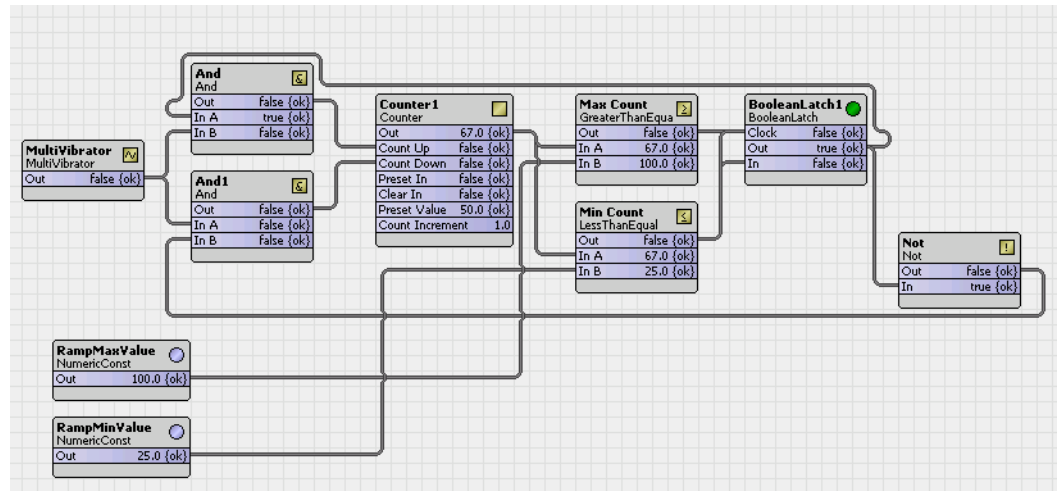 MultiVibrator
MultiVibrator
Out false {ok}
And
And
Out false {ok}
In A true {ok}
In B false {ok}
And1
And
Out false {ok}
In A false {ok}
In B false {ok}
Counter1
Counter
Out 67.0 {ok}
Count Up false {ok}
Count Down false {ok}
Preset In false {ok}
Clear In false {ok}
Preset Value 50.0 {ok}
Count Increment 1.0
Max Count
GreaterThanEqua
Out false {ok}
In A 67.0 {ok}
In B 100.0 {ok}
Min Count
LessThanEqual
Out false {ok}
In A 67.0 {ok}
In B 25.0 {ok}
BooleanLatch1
BooleanLatch
Clock false {ok}
Out true {ok}
In false {ok}
Not
Not
Out false {ok}
In true {ok}
RampMaxValue
NumericConst
Out 100.0 {ok}
RampMinValue
NumericConst
Out 25.0 {ok}